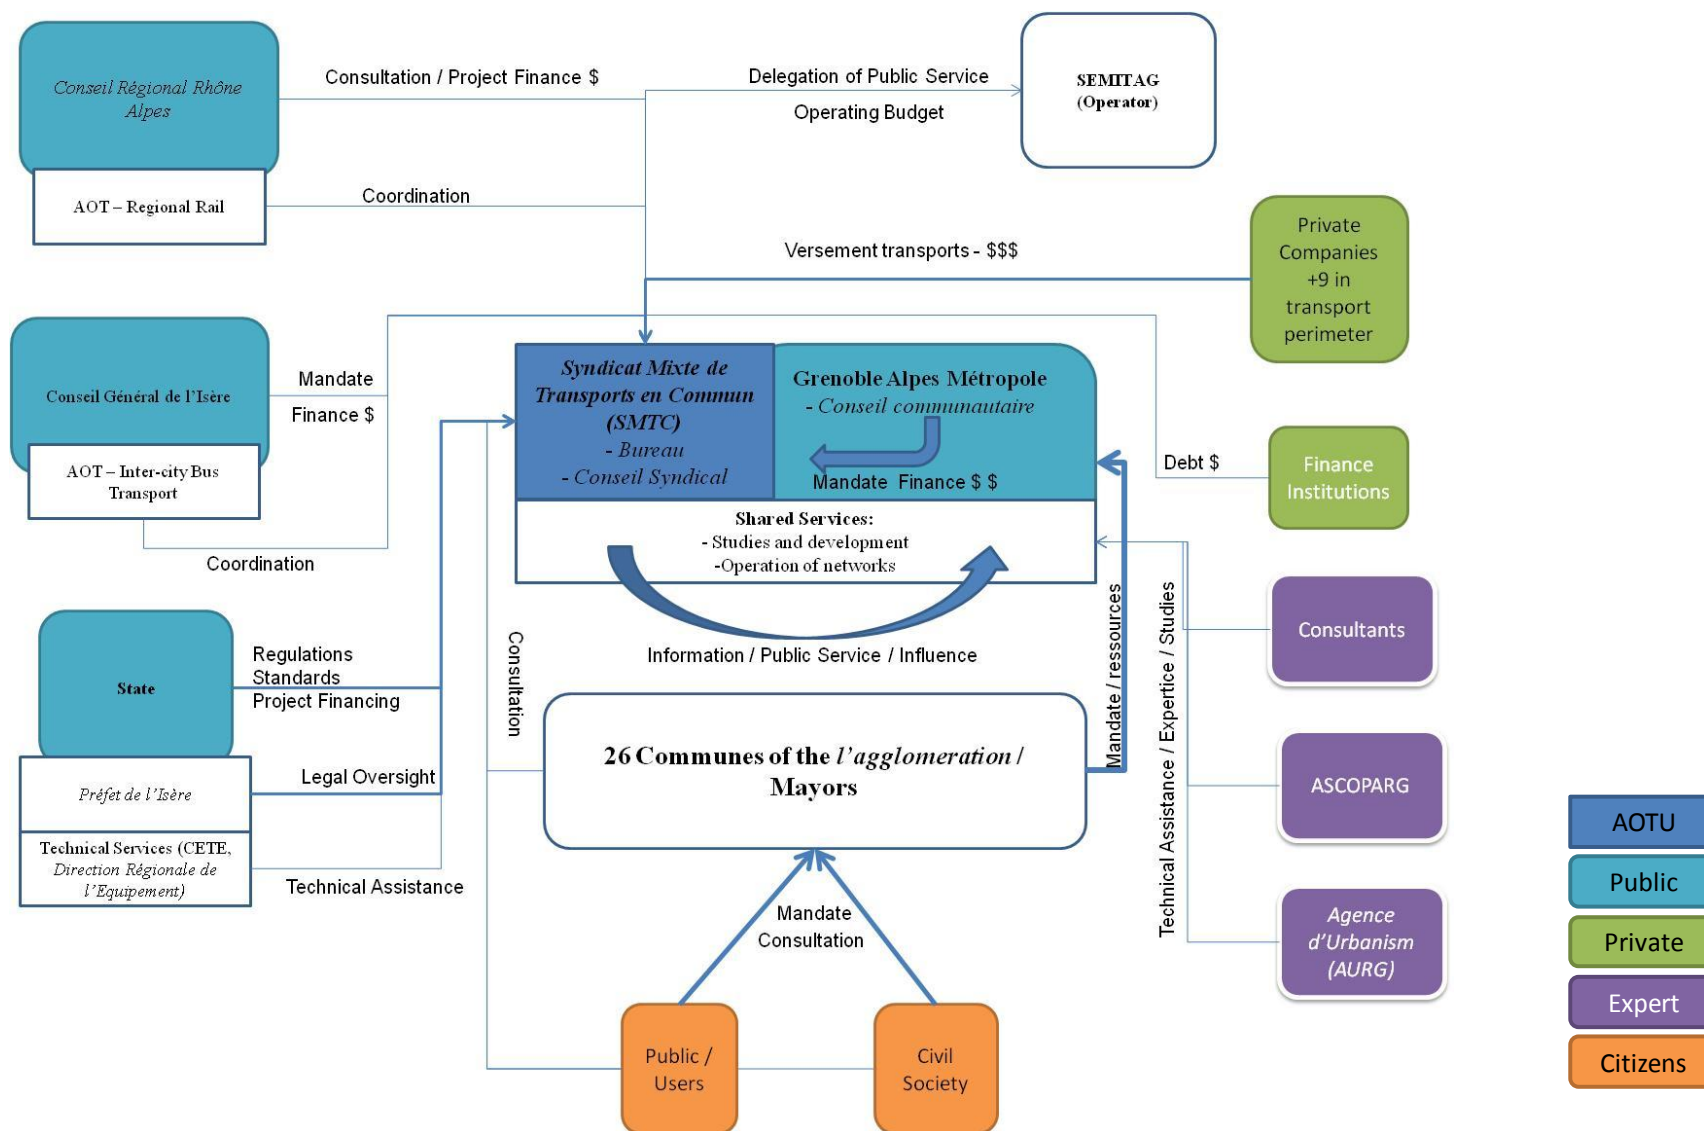 Conseil Régional Rhône
Alpes
AOT – Regional Rail
Consultation / Project Finance $
Coordination
Delegation of Public Service
Operating Budget
SEMITAG
(Operator)
Versement transports - $$$
Private
Companies
+9 in
transport
perimeter
Conseil Général de l'Isère
AOT – Inter-city Bus
Transport
Mandate
Finance $
Coordination
Syndicat Mixte de
Transports en Commun
(SMTC)
- Bureau
- Conseil Syndical
Grenoble Alpes Métropole
- Conseil communautaire
Mandate Finance $ $
Shared Services:
- Studies and development
-Operation of networks
Information / Public Service / Influence
Debt $
Finance
Institutions
State
Préfet de l'Isère
Technical Services (CETE,
Direction Régionale de
l'Equipement)
Regulations
Standards
Project Financing
Legal Oversight
Technical Assistance
Consultation
26 Communes of the l'agglomeration /
Mayors
Mandate / ressources
Technical Assistance / Expertice / Studies
Consultants
ASCOPARG
Agence
d'Urbanism
(AURG)
Mandate
Consultation
Public /
Users
Civil
Society
AOTU
Public
Private
Expert
Citizens